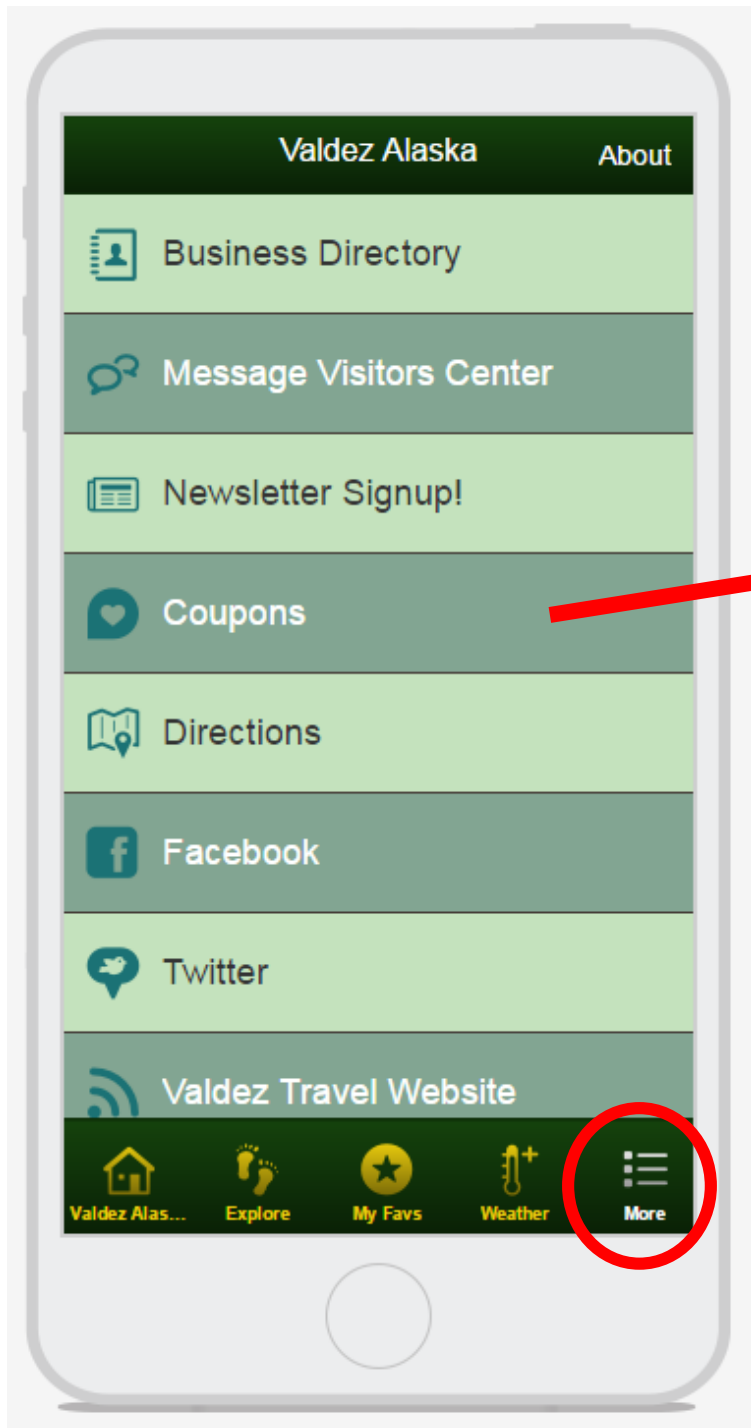 Valdez Alaska
About
Business Directory
Message Visitors Center
Newsletter Signup!
Coupons
Directions
Facebook
Twitter
Valdez Travel Website
Valdez Alas...
Explore
My Favs
Weather
More